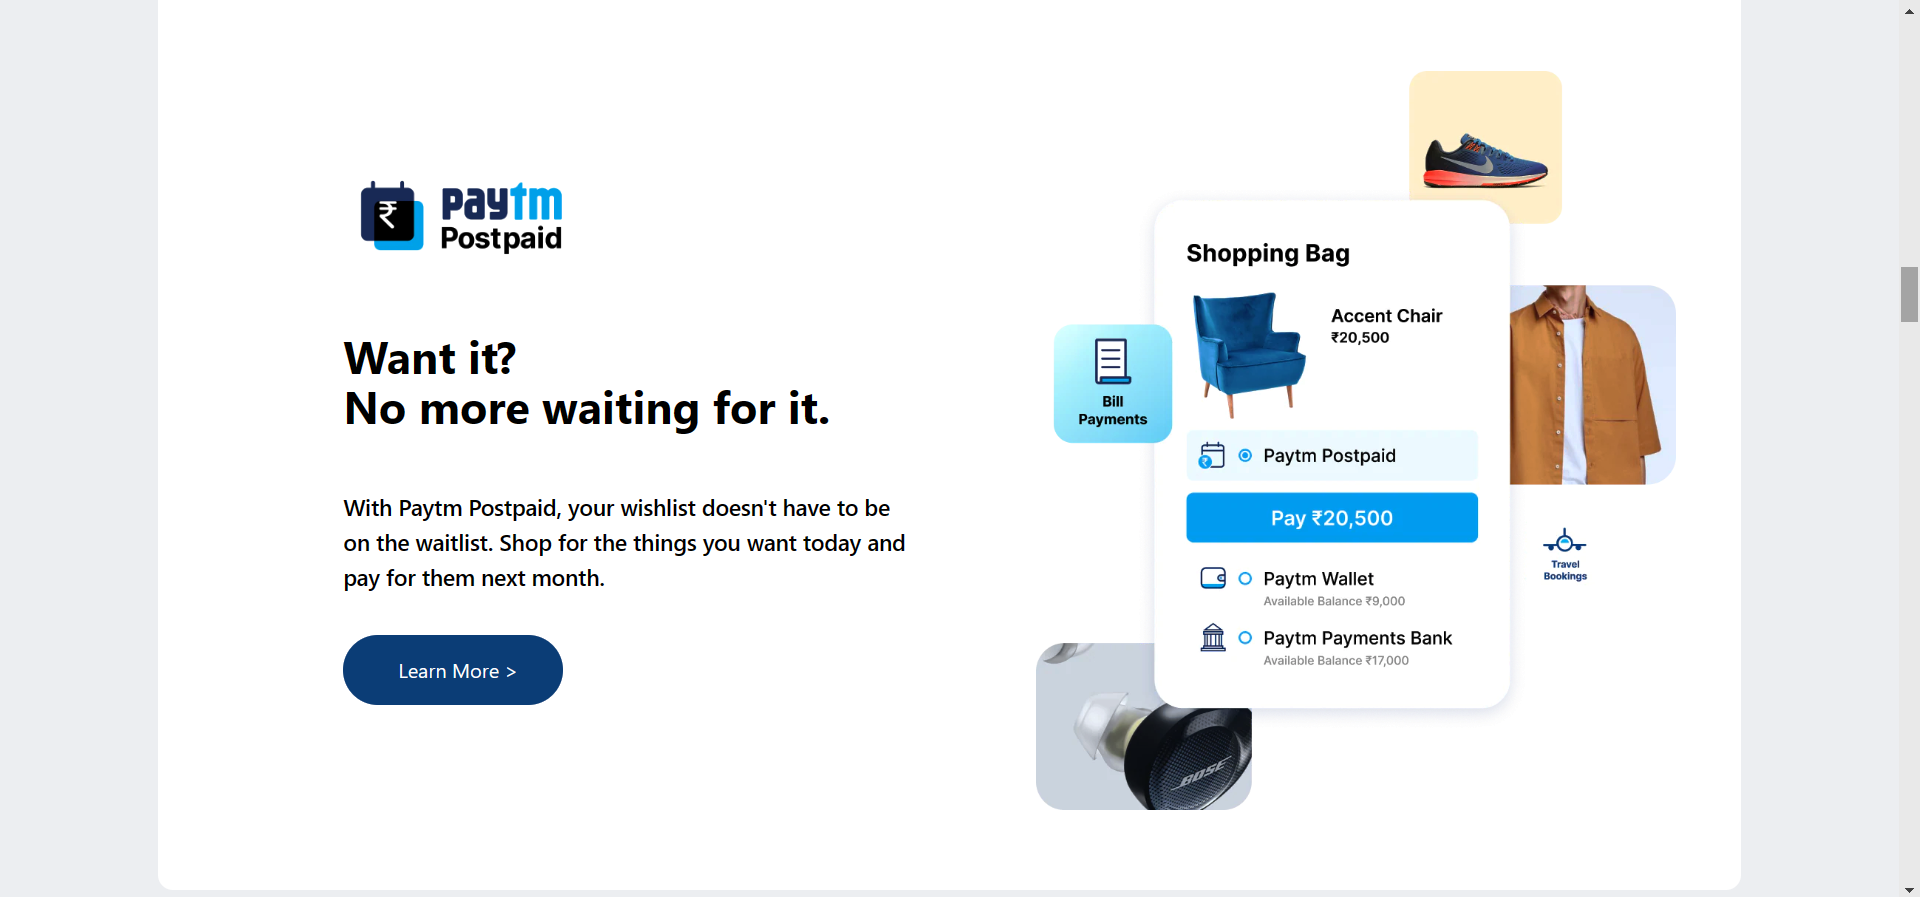 paytm
Postpaid
Want it?
No more waiting for it.
With Paytm Postpaid, your wishlist doesn't have to be
on the waitlist. Shop for the things you want today and
pay for them next month.
Learn More >
Shopping Bag
Accent Chair
₹20,500
Bill
Payments
₹
Paytm Postpaid
Pay ₹20,500
Paytm Wallet
Available Balance ₹9,000
Paytm Payments Bank
Available Balance ₹17,000
Travel
Bookings
BOSE